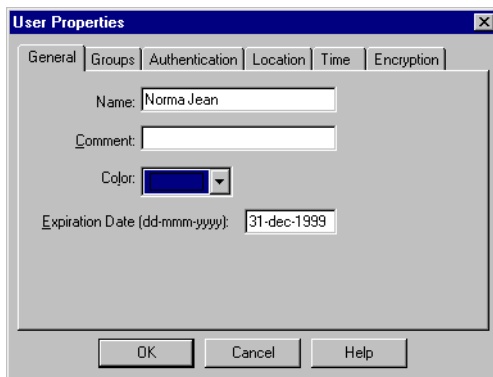 User Properties
General Groups Authentication Location Time Encryption
Name: Norma Jean
Comment:
Color:
Expiration Date (dd-mmm-yyyy): 31-dec-1999
OK Cancel Help